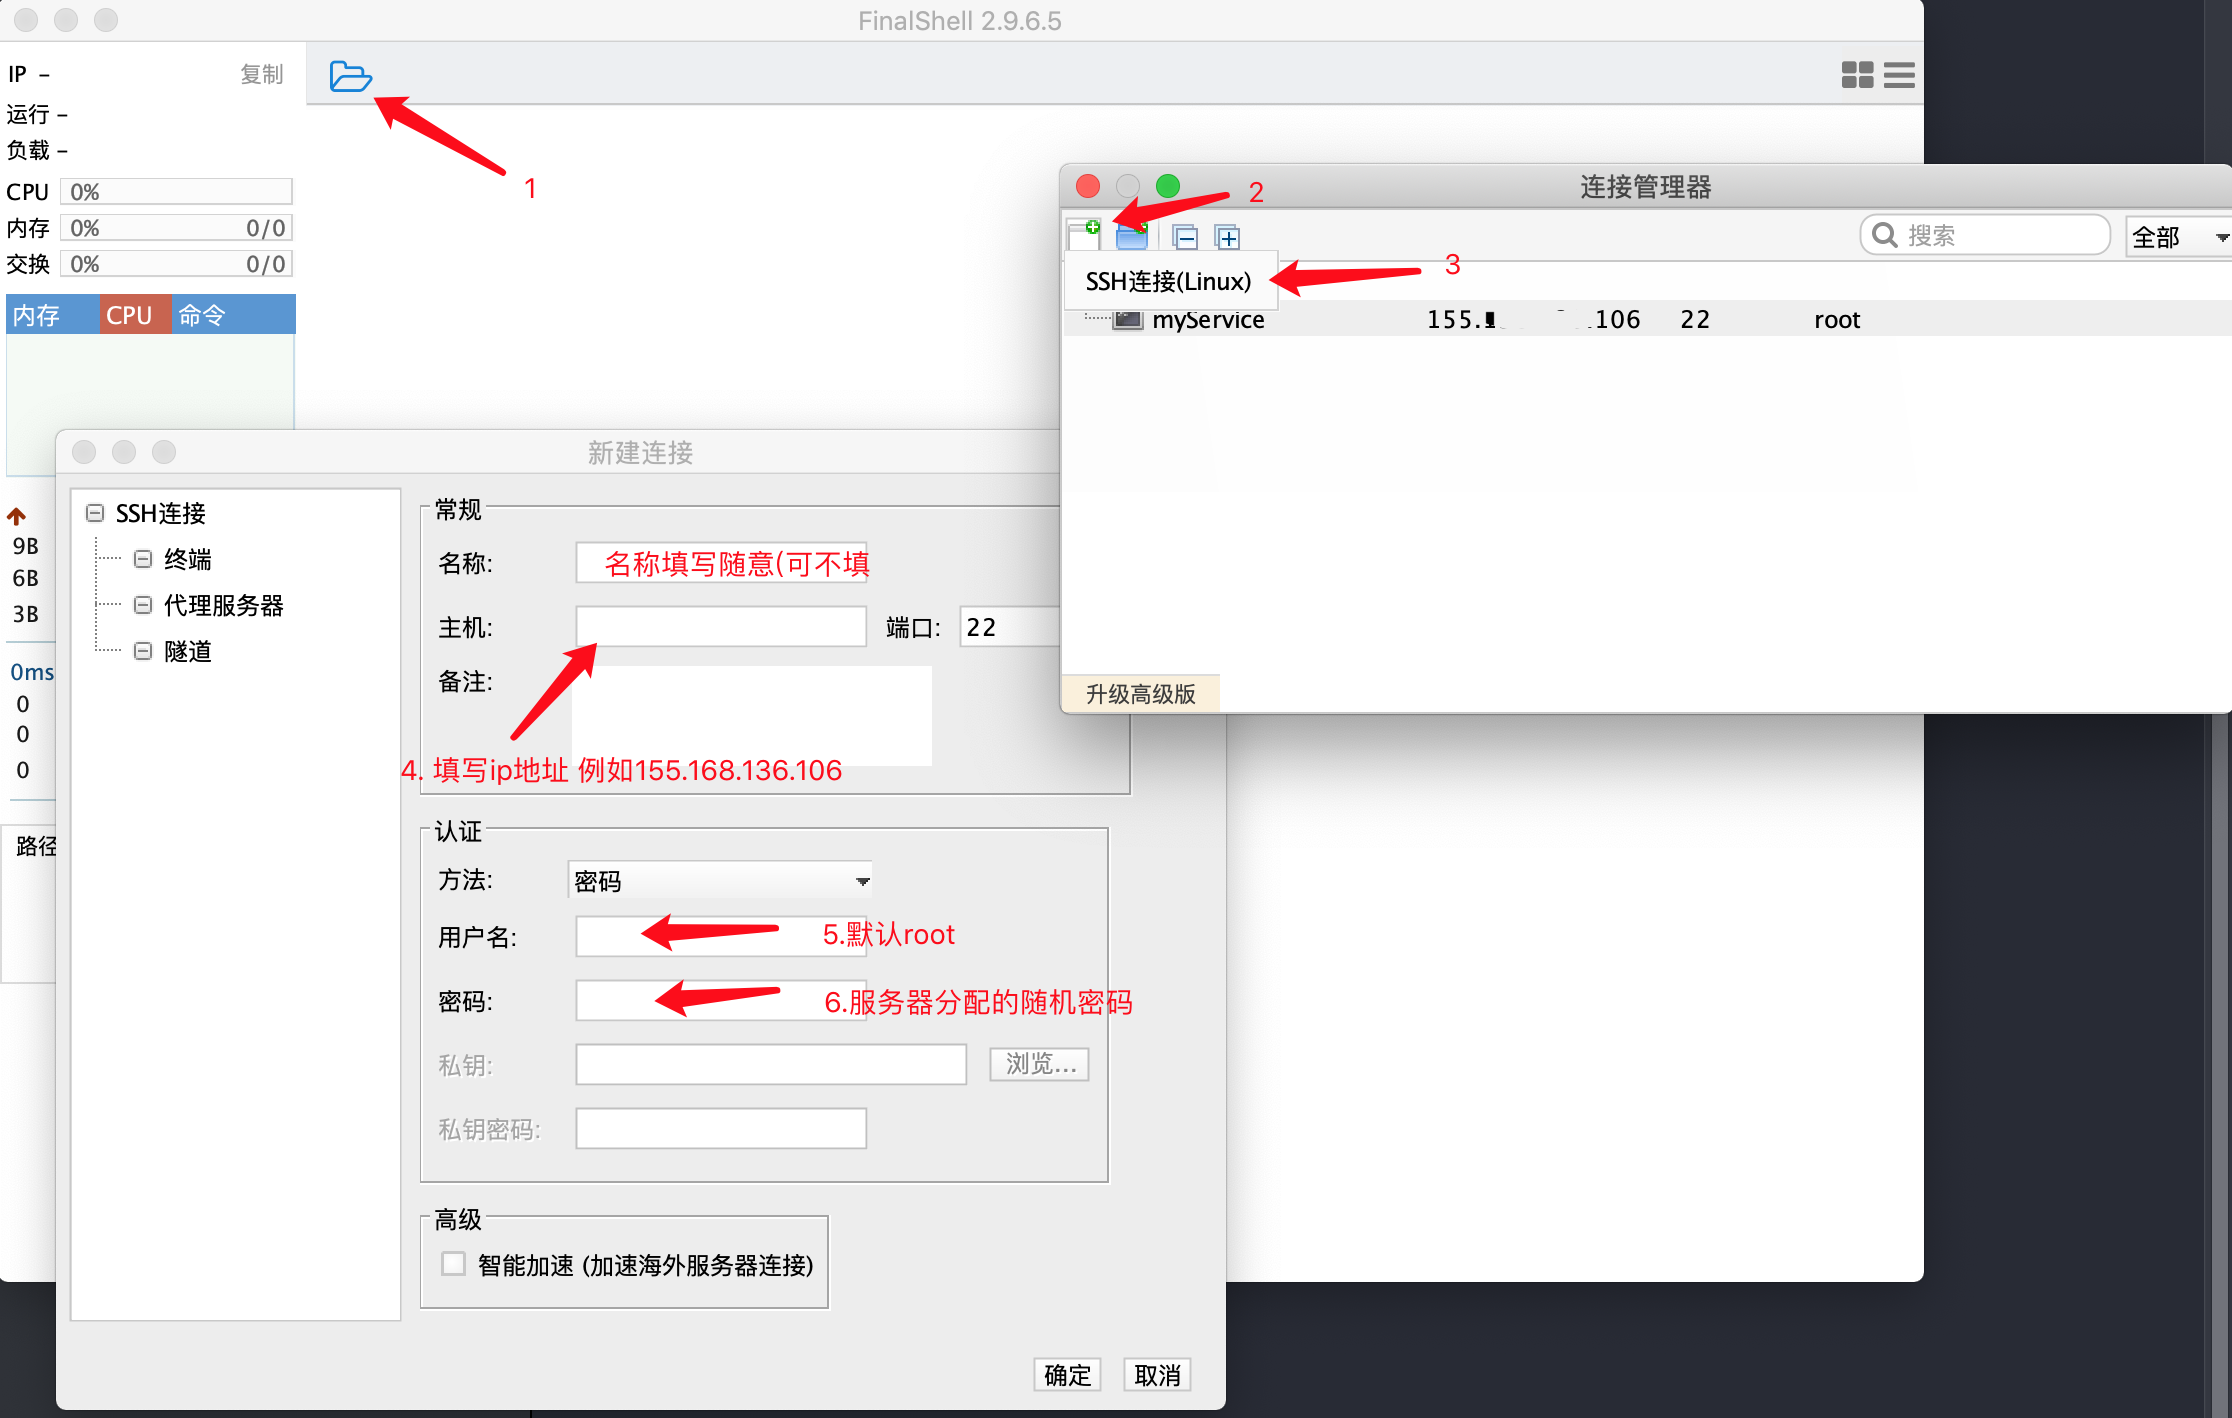 FinalShell 2.9.6.5
IP –
复制
运行 –
负载 –
CPU 0%
内存 0% 0/0
交换 0% 0/0
内存 CPU 命令
1
连接管理器
2
搜索
全部
SSH连接(Linux)
3
myService 155. .106 22 root
升级高级版
9B
6B
3B
0ms
0
0
0
路径
新建连接
SSH连接
终端
代理服务器
隧道
常规
名称: 名称填写随意(可不填
主机: 端口: 22
备注:
4. 填写ip地址 例如155.168.136.106
认证
方法: 密码
用户名: 5.默认root
密码: 6.服务器分配的随机密码
私钥: 浏览...
私钥密码:
高级
智能加速 (加速海外服务器连接)
确定 取消